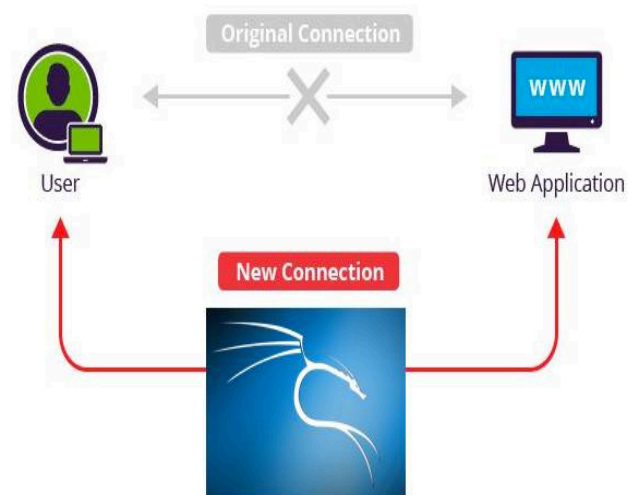 Original Connection
WWW
User
Web Application
New Connection